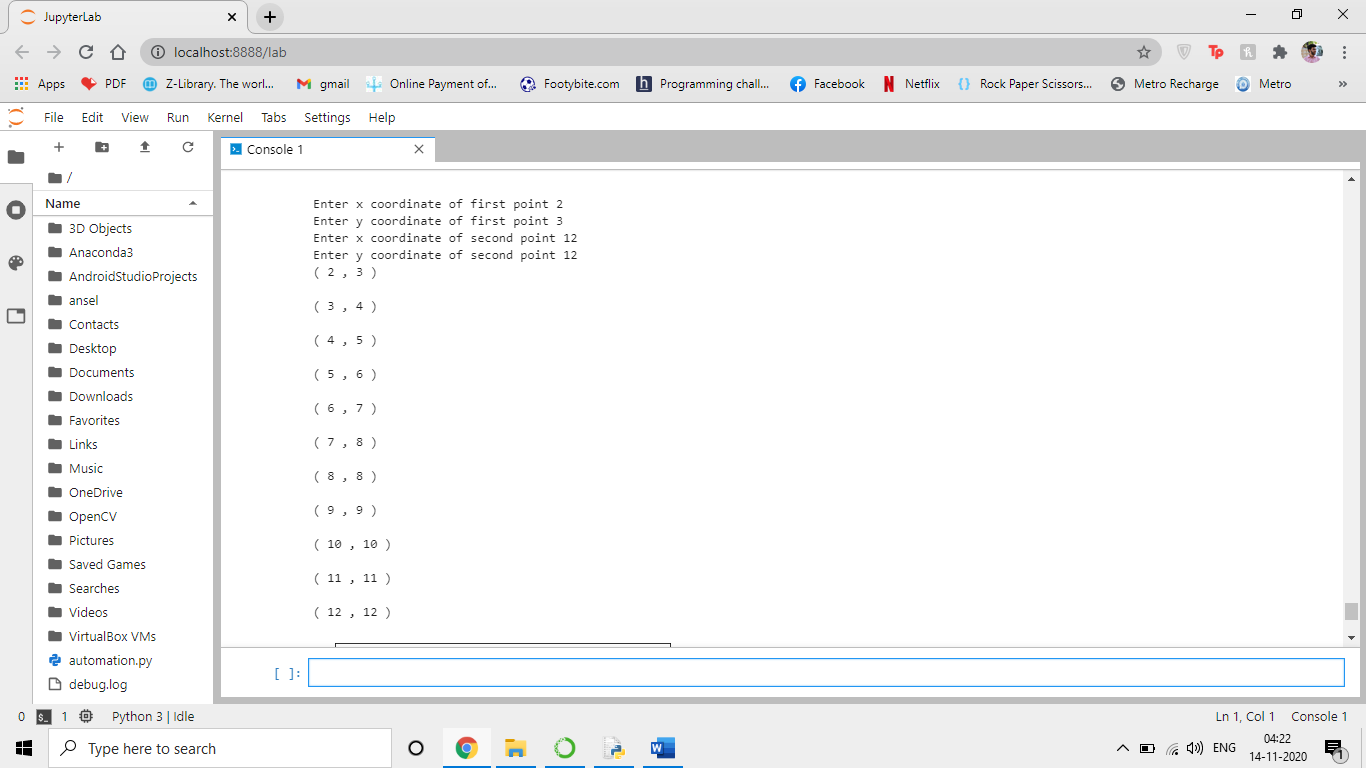 JupyterLab
localhost:8888/lab
Apps PDF Z-Library. The worl... gmail Online Payment of... Footybite.com Programming chall... Facebook Netflix Rock Paper Scissors... Metro Recharge Metro »
File Edit View Run Kernel Tabs Settings Help
Console 1
/
Name
3D Objects
Anaconda3
AndroidStudioProjects
ansel
Contacts
Desktop
Documents
Downloads
Favorites
Links
Music
OneDrive
OpenCV
Pictures
Saved Games
Searches
Videos
VirtualBox VMs
automation.py
debug.log
Enter x coordinate of first point 2
Enter y coordinate of first point 3
Enter x coordinate of second point 12
Enter y coordinate of second point 12
( 2 , 3 )
( 3 , 4 )
( 4 , 5 )
( 5 , 6 )
( 6 , 7 )
( 7 , 8 )
( 8 , 8 )
( 9 , 9 )
( 10 , 10 )
( 11 , 11 )
( 12 , 12 )
[ ]:
0 $_ 1 Python 3 | Idle Ln 1, Col 1 Console 1
Type here to search
ENG
04:22
14-11-2020
1